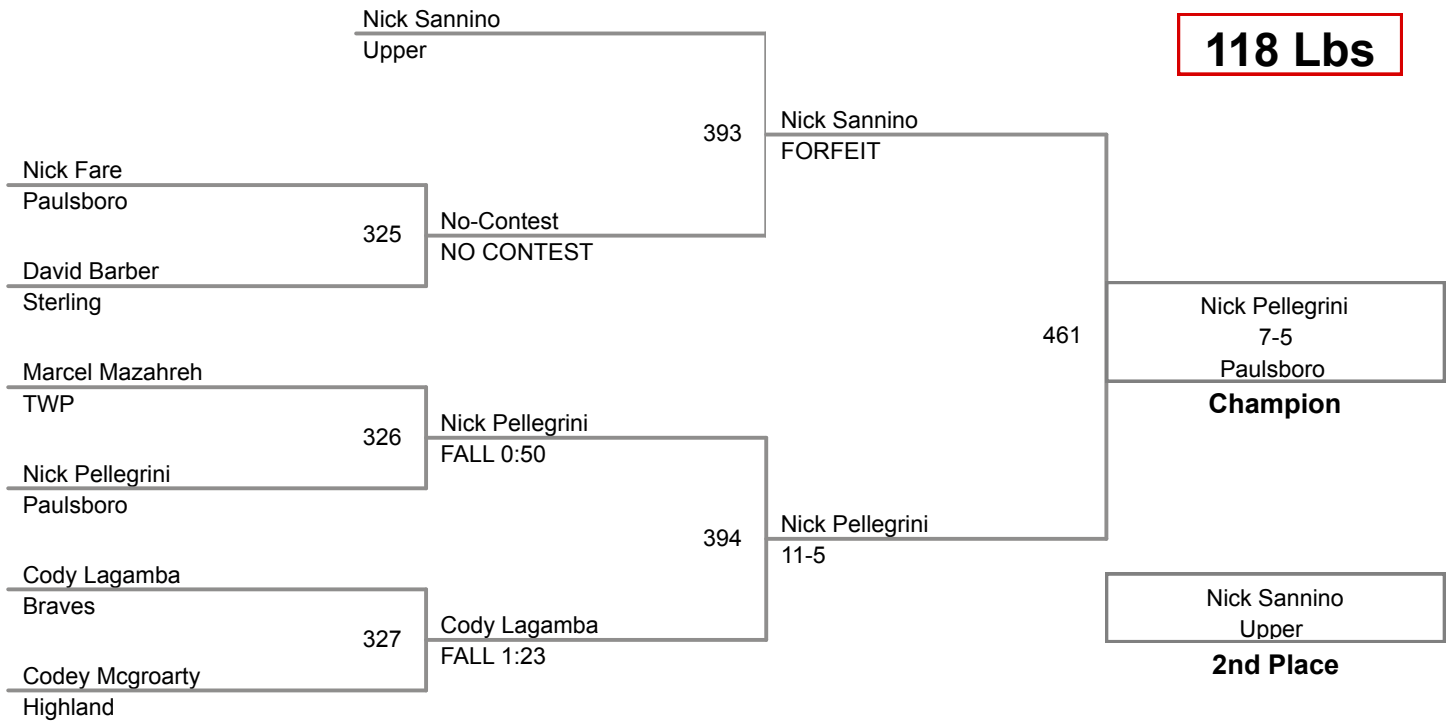 Nick Sannino
Upper
118 Lbs
393
Nick Sannino
FORFEIT
Nick Fare
Paulsboro
325
No-Contest
NO CONTEST
David Barber
Sterling
461
Nick Pellegrini
7-5
Paulsboro
Champion
Marcel Mazahreh
TWP
326
Nick Pellegrini
FALL 0:50
Nick Pellegrini
Paulsboro
394
Nick Pellegrini
11-5
Cody Lagamba
Braves
327
Cody Lagamba
FALL 1:23
Codey Mcgroarty
Highland
Nick Sannino
Upper
2nd Place